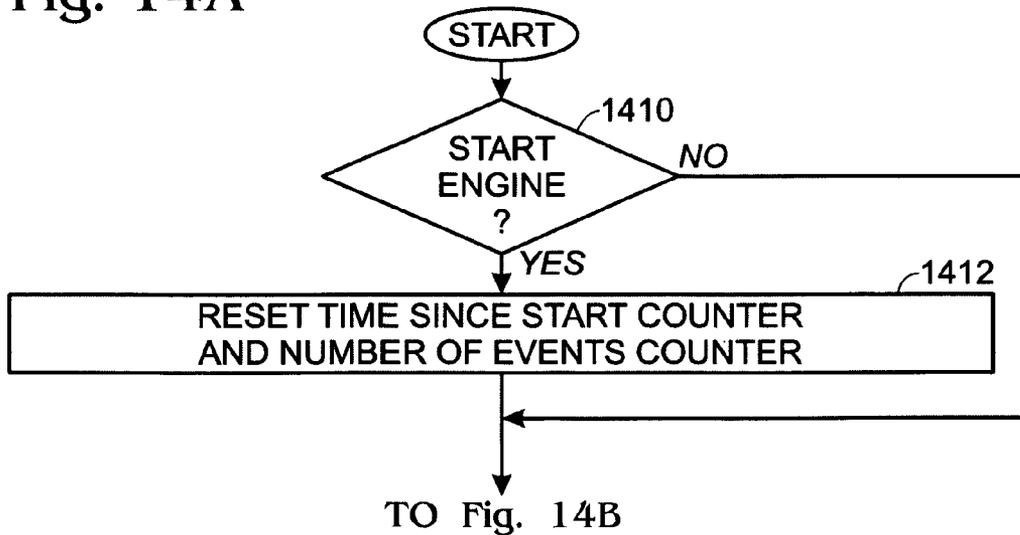 Fig. 14A
START
1410
START
ENGINE
?
NO
YES
1412
RESET TIME SINCE START COUNTER
AND NUMBER OF EVENTS COUNTER
TO Fig. 14B